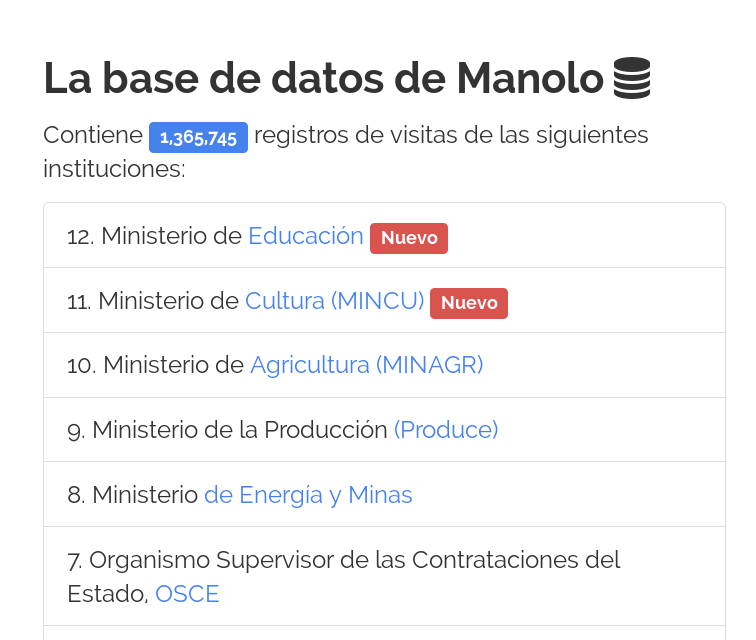 La base de datos de Manolo
Contiene 1,365,745 registros de visitas de las siguientes
instituciones:
12. Ministerio de Educación Nuevo
11. Ministerio de Cultura (MINCU) Nuevo
10. Ministerio de Agricultura (MINAGR)
9. Ministerio de la Producción (Produce)
8. Ministerio de Energía y Minas
7. Organismo Supervisor de las Contrataciones del
Estado, OSCE